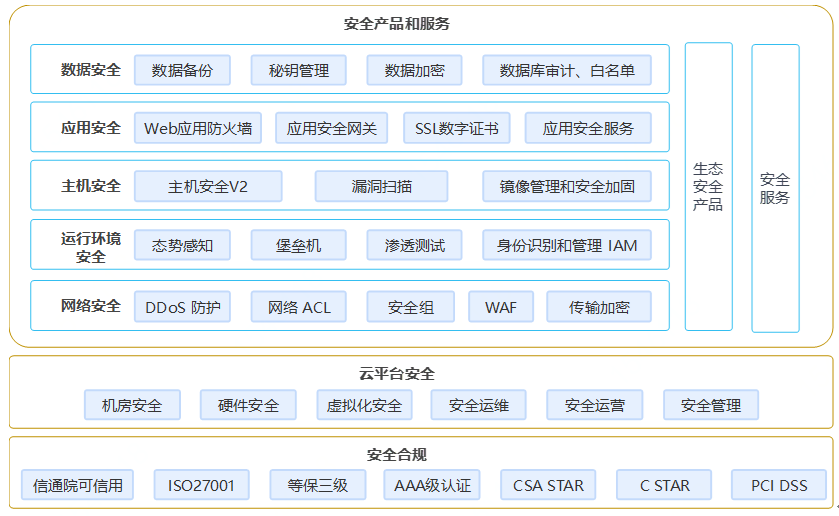 安全产品和服务
数据安全 数据备份 秘钥管理 数据加密 数据库审计、白名单
应用安全 Web应用防火墙 应用安全网关 SSL数字证书 应用安全服务
主机安全 主机安全V2 漏洞扫描 镜像管理和安全加固
运行环境
安全
态势感知 堡垒机 渗透测试 身份识别和管理 IAM
网络安全 DDoS 防护 网络 ACL 安全组 WAF 传输加密
生态
安全
产品
安全
服务
云平台安全
机房安全 硬件安全 虚拟化安全 安全运维 安全运营 安全管理
安全合规
信通院可信用 ISO27001 等保三级 AAA级认证 CSA STAR C STAR PCI DSS